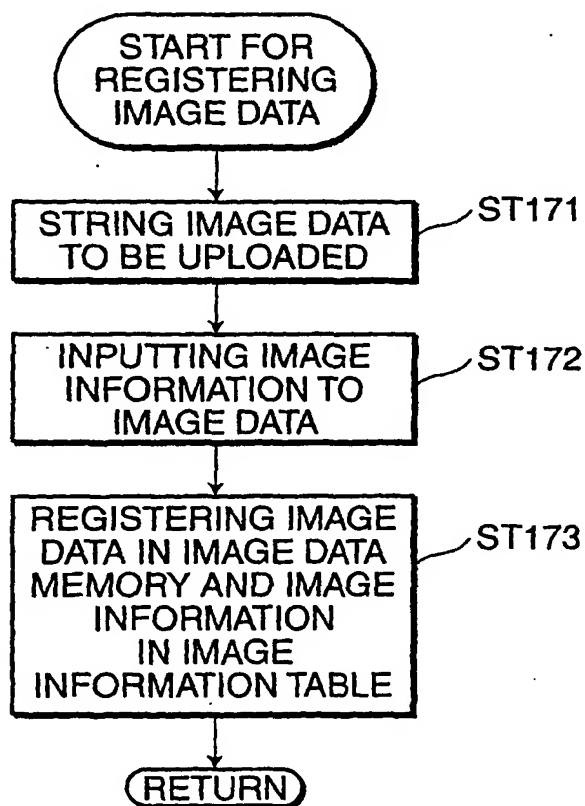 START FOR
REGISTERING
IMAGE DATA
STRING IMAGE DATA
TO BE UPLOADED
ST171
INPUTTING IMAGE
INFORMATION TO
IMAGE DATA
ST172
REGISTERING IMAGE
DATA IN IMAGE DATA
MEMORY AND IMAGE
INFORMATION
IN IMAGE
INFORMATION TABLE
ST173
RETURN